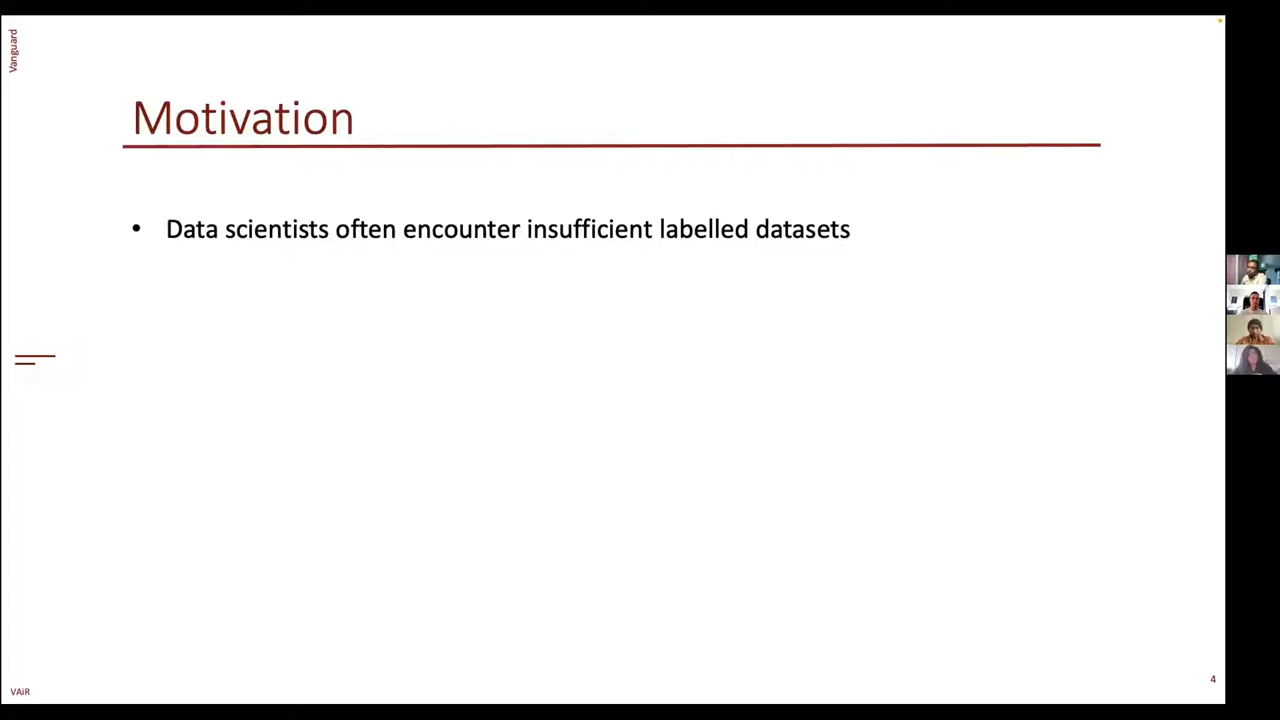 Vanguard
Motivation
• Data scientists often encounter insufficient labelled datasets
VAiR
4